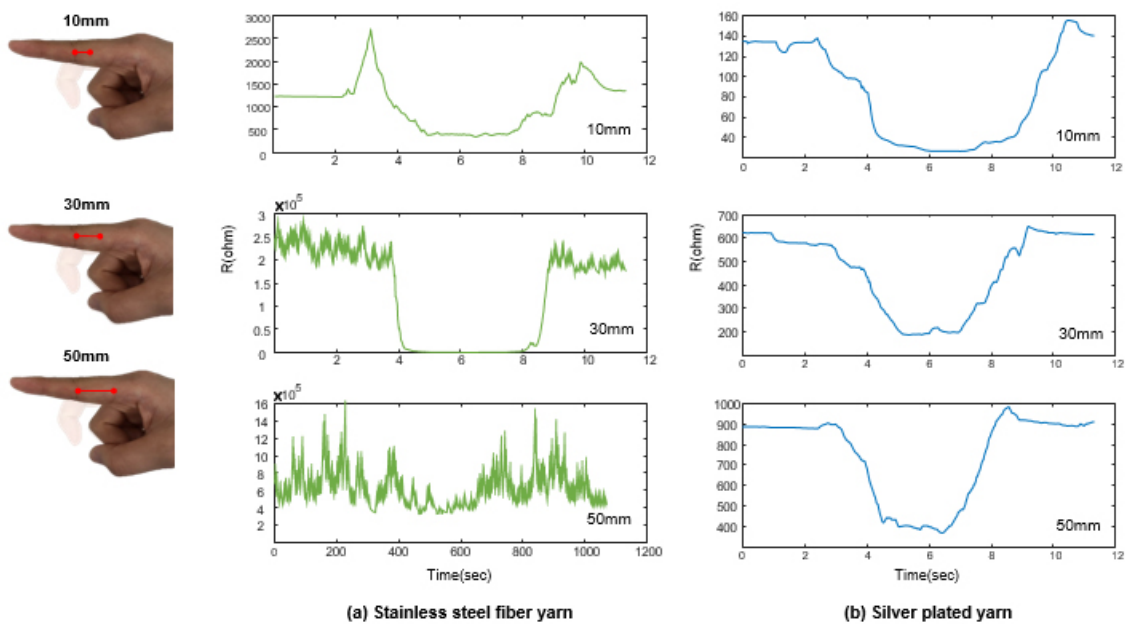 10mm
30mm
50mm
3000
2500
2000
1500
1000
500
0
0 2 4 6 8 10 12
10mm
R(ohm)
x10^5
3
2.5
2
1.5
1
0.5
0
0 2 4 6 8 10 12
30mm
x10^5
16
14
12
10
8
6
4
2
0 200 400 600 800 1000 1200
50mm
Time(sec)
(a) Stainless steel fiber yarn
160
140
120
100
80
60
40
0 2 4 6 8 10 12
10mm
R(ohm)
700
600
500
400
300
200
0 2 4 6 8 10 12
30mm
1000
900
800
700
600
500
400
0 2 4 6 8 10 12
50mm
Time(sec)
(b) Silver plated yarn